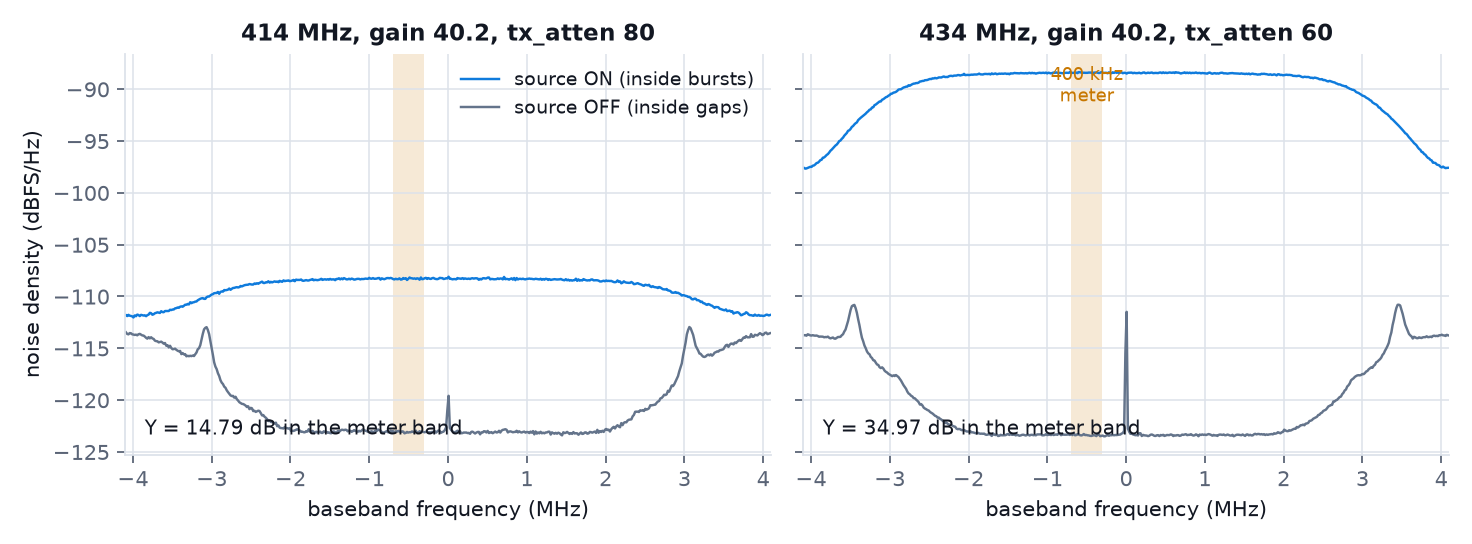 414 MHz, gain 40.2, tx_atten 80
434 MHz, gain 40.2, tx_atten 60
source ON (inside bursts)
source OFF (inside gaps)
400 kHz
meter
noise density (dBFS/Hz)
−90
−95
−100
−105
−110
−115
−120
−125
Y = 14.79 dB in the meter band
Y = 34.97 dB in the meter band
−4 −3 −2 −1 0 1 2 3 4
−4 −3 −2 −1 0 1 2 3 4
baseband frequency (MHz)
baseband frequency (MHz)